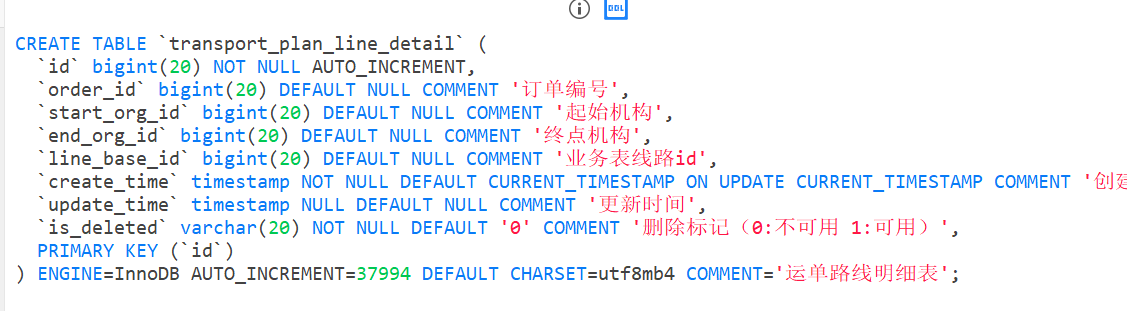 DDL
CREATE TABLE `transport_plan_line_detail` (
  `id` bigint(20) NOT NULL AUTO_INCREMENT,
  `order_id` bigint(20) DEFAULT NULL COMMENT '订单编号',
  `start_org_id` bigint(20) DEFAULT NULL COMMENT '起始机构',
  `end_org_id` bigint(20) DEFAULT NULL COMMENT '终点机构',
  `line_base_id` bigint(20) DEFAULT NULL COMMENT '业务表线路id',
  `create_time` timestamp NOT NULL DEFAULT CURRENT_TIMESTAMP ON UPDATE CURRENT_TIMESTAMP COMMENT '创建
  `update_time` timestamp NULL DEFAULT NULL COMMENT '更新时间',
  `is_deleted` varchar(20) NOT NULL DEFAULT '0' COMMENT '删除标记（0:不可用 1:可用）',
  PRIMARY KEY (`id`)
) ENGINE=InnoDB AUTO_INCREMENT=37994 DEFAULT CHARSET=utf8mb4 COMMENT='运单路线明细表';